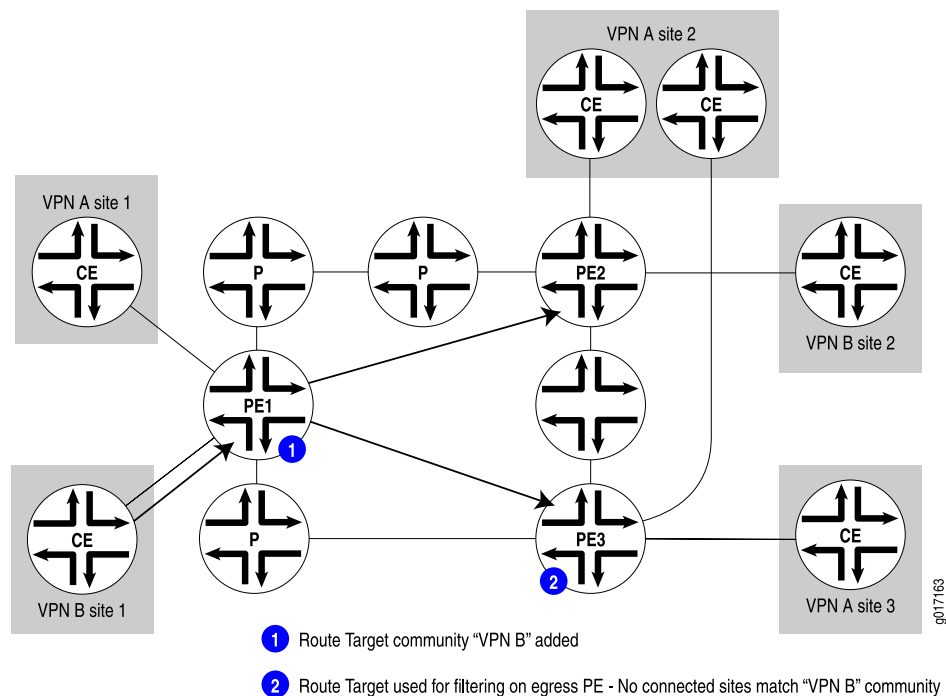 VPN A site 2
CE
CE
VPN A site 1
CE
P
P
PE2
CE
VPN B site 2
PE1
1
CE
VPN B site 1
P
PE3
2
CE
VPN A site 3
g017163
1 Route Target community “VPN B” added
2 Route Target used for filtering on egress PE - No connected sites match “VPN B” community